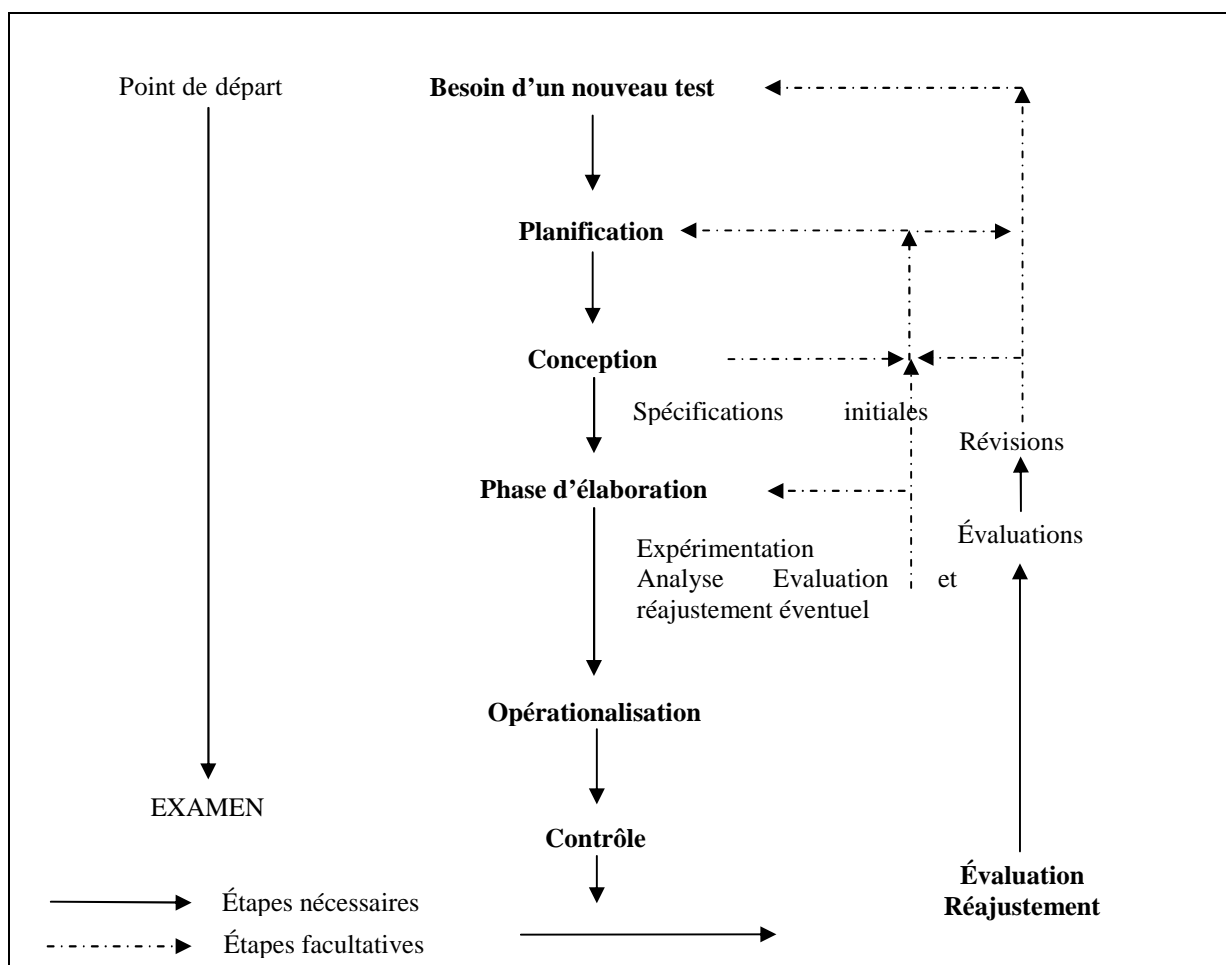 Point de départ
Besoin d'un nouveau test
Planification
Conception
Spécifications initiales
Révisions
Phase d'élaboration
Évaluations
Expérimentation
Analyse Evaluation et
réajustement éventuel
Opérationalisation
EXAMEN
Contrôle
Évaluation
Réajustement
Étapes nécessaires
Étapes facultatives